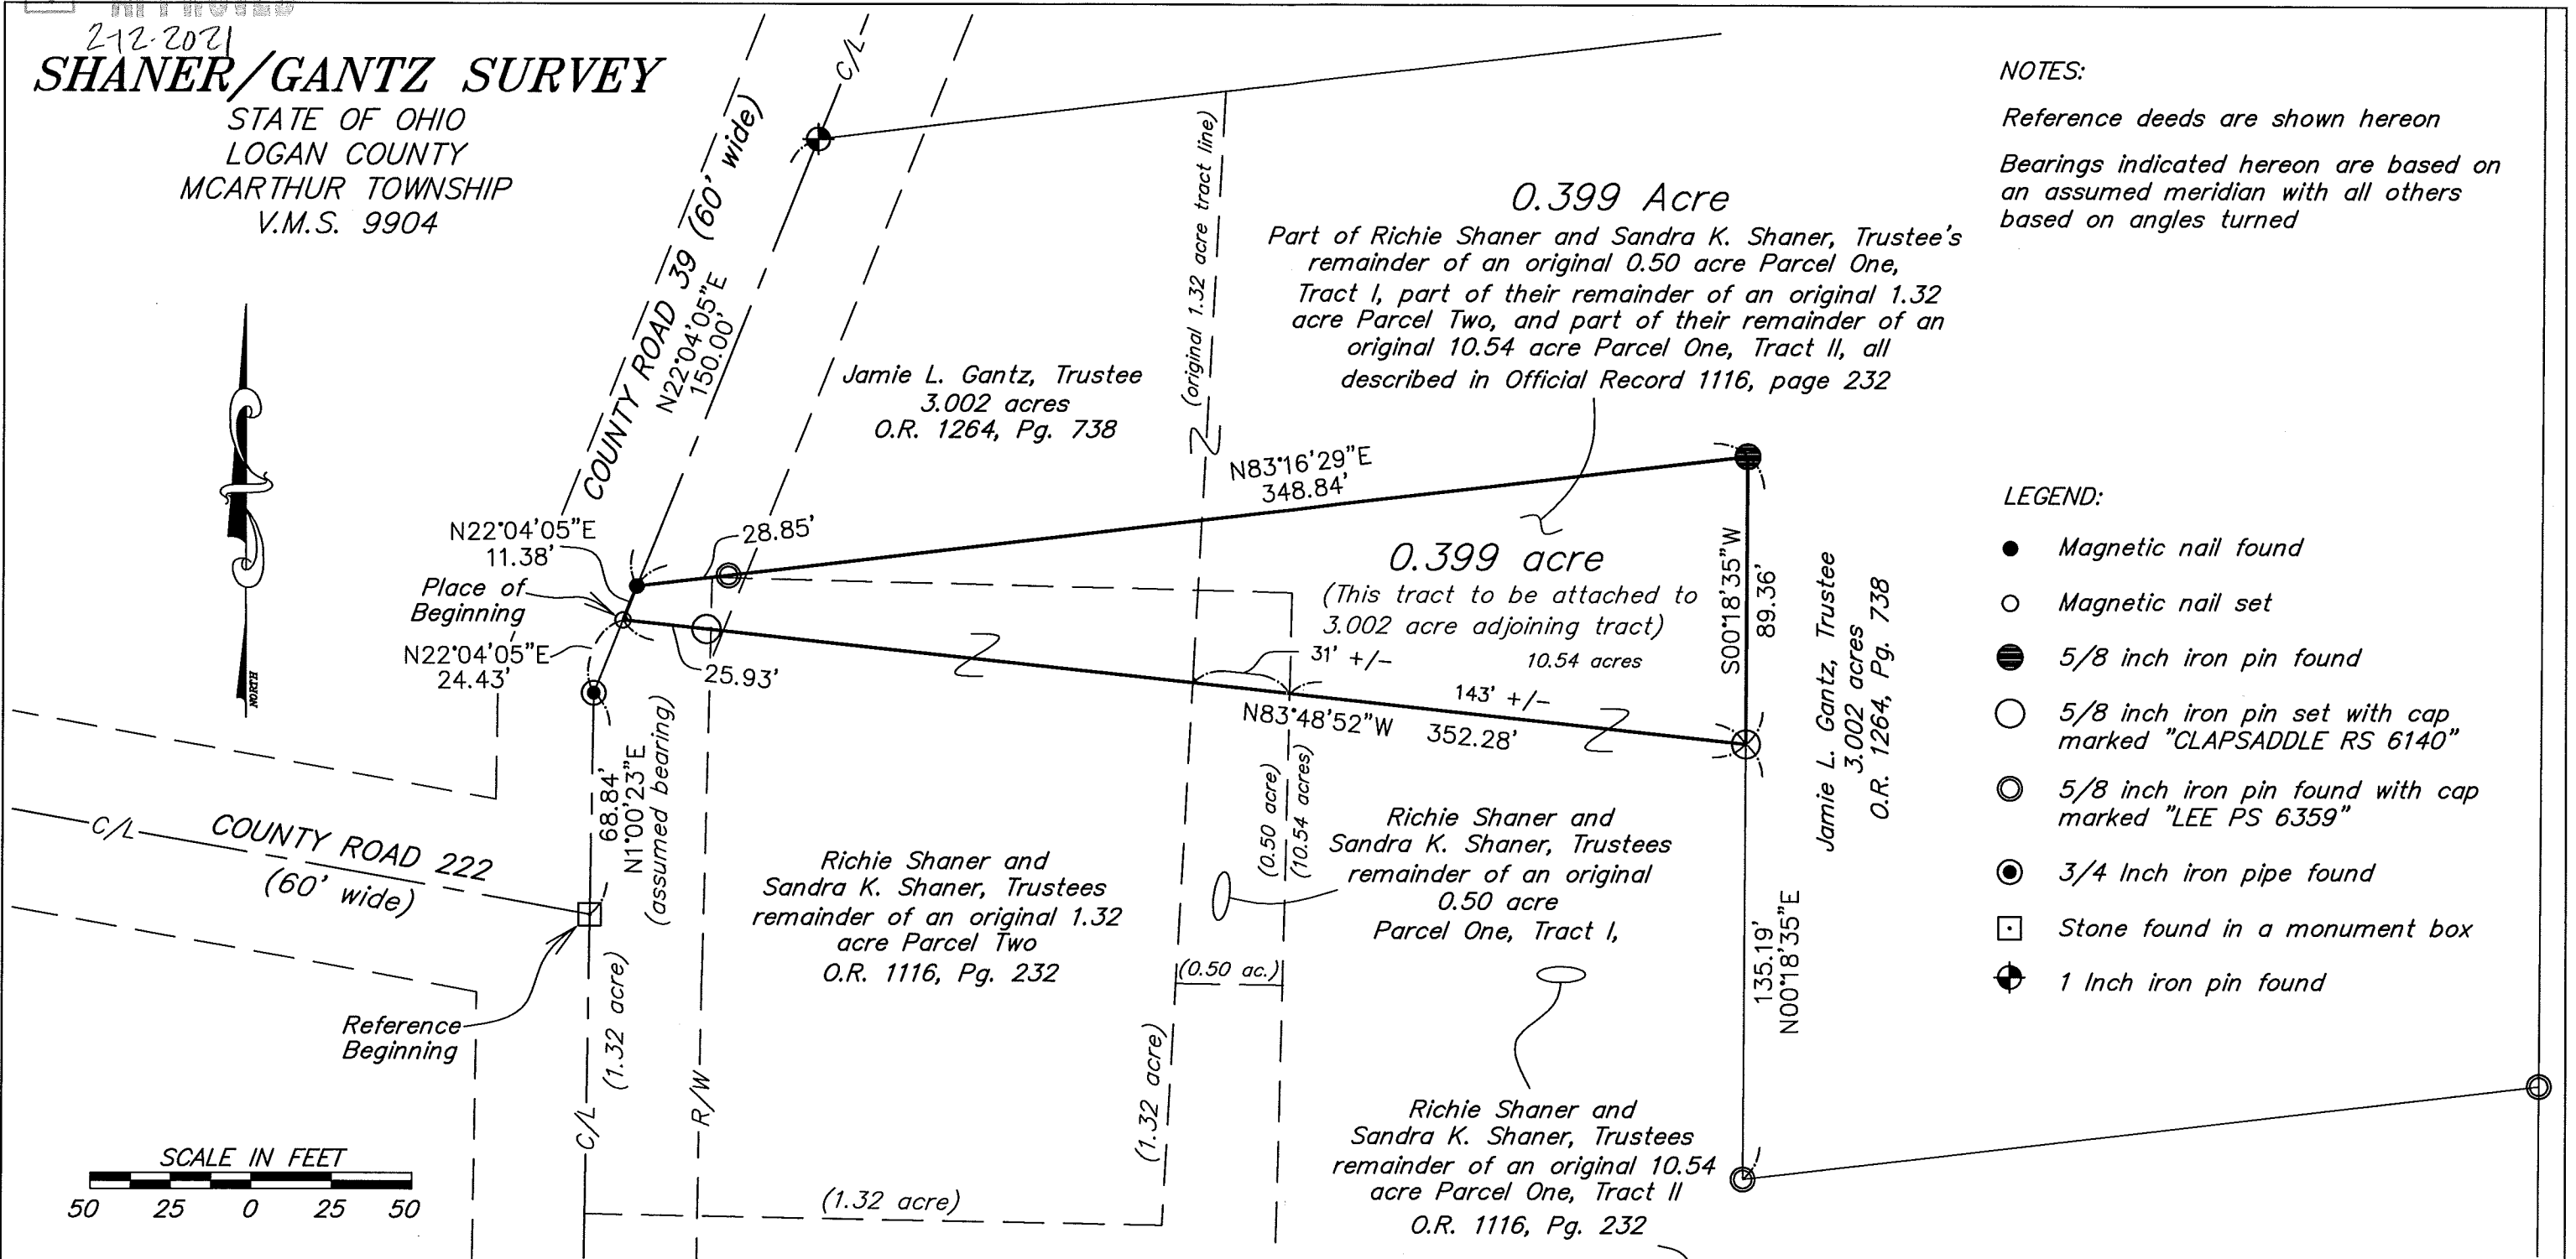 APPROVED
2-12-2021
SHANER/GANTZ SURVEY
STATE OF OHIO
LOGAN COUNTY
MCARTHUR TOWNSHIP
V.M.S. 9904
NOTES:
Reference deeds are shown hereon
Bearings indicated hereon are based on
an assumed meridian with all others
based on angles turned
C/L
COUNTY ROAD 39 (60' wide)
N22°04'05"E
150.00'
(original 1.32 acre tract line)
0.399 Acre
Part of Richie Shaner and Sandra K. Shaner, Trustee's
remainder of an original 0.50 acre Parcel One,
Tract I, part of their remainder of an original 1.32
acre Parcel Two, and part of their remainder of an
original 10.54 acre Parcel One, Tract II, all
described in Official Record 1116, page 232
Jamie L. Gantz, Trustee
3.002 acres
O.R. 1264, Pg. 738
N83°16'29"E
348.84'
N22°04'05"E
11.38'
28.85'
Place of
Beginning
N22°04'05"E
24.43'
25.93'
0.399 acre
(This tract to be attached to
3.002 acre adjoining tract)
31' +/-
10.54 acres
143' +/-
N83°48'52"W
352.28'
S00°18'35"W
89.36'
Jamie L. Gantz, Trustee
3.002 acres
O.R. 1264, Pg. 738
LEGEND:
Magnetic nail found
Magnetic nail set
5/8 inch iron pin found
5/8 inch iron pin set with cap
marked "CLAPSADDLE RS 6140"
5/8 inch iron pin found with cap
marked "LEE PS 6359"
3/4 Inch iron pipe found
Stone found in a monument box
1 Inch iron pin found
NORTH
68.84'
N1°00'23"E
(assumed bearing)
C/L
COUNTY ROAD 222
(60' wide)
Reference
Beginning
(1.32 acre)
C/L
R/W
Richie Shaner and
Sandra K. Shaner, Trustees
remainder of an original 1.32
acre Parcel Two
O.R. 1116, Pg. 232
(0.50 acre)
(10.54 acres)
Richie Shaner and
Sandra K. Shaner, Trustees
remainder of an original
0.50 acre
Parcel One, Tract I,
(0.50 ac.)
(1.32 acre)
135.19'
N00°18'35"E
Richie Shaner and
Sandra K. Shaner, Trustees
remainder of an original 10.54
acre Parcel One, Tract II
O.R. 1116, Pg. 232
(1.32 acre)
SCALE IN FEET
50 25 0 25 50